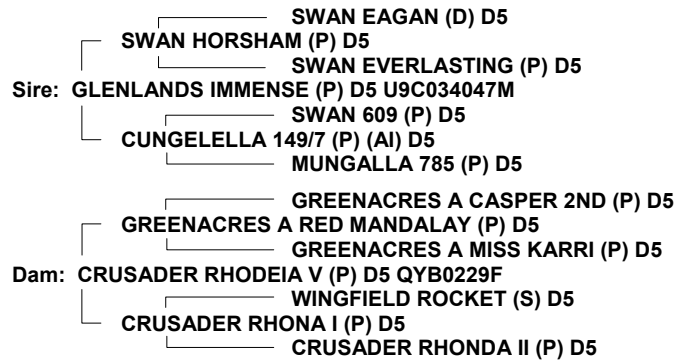 SWAN EAGAN (D) D5
SWAN HORSHAM (P) D5
SWAN EVERLASTING (P) D5
Sire: GLENLANDS IMMENSE (P) D5 U9C034047M
SWAN 609 (P) D5
CUNGELELLA 149/7 (P) (AI) D5
MUNGALLA 785 (P) D5
GREENACRES A CASPER 2ND (P) D5
GREENACRES A RED MANDALAY (P) D5
GREENACRES A MISS KARRI (P) D5
Dam: CRUSADER RHODEIA V (P) D5 QYB0229F
WINGFIELD ROCKET (S) D5
CRUSADER RHONA I (P) D5
CRUSADER RHONDA II (P) D5